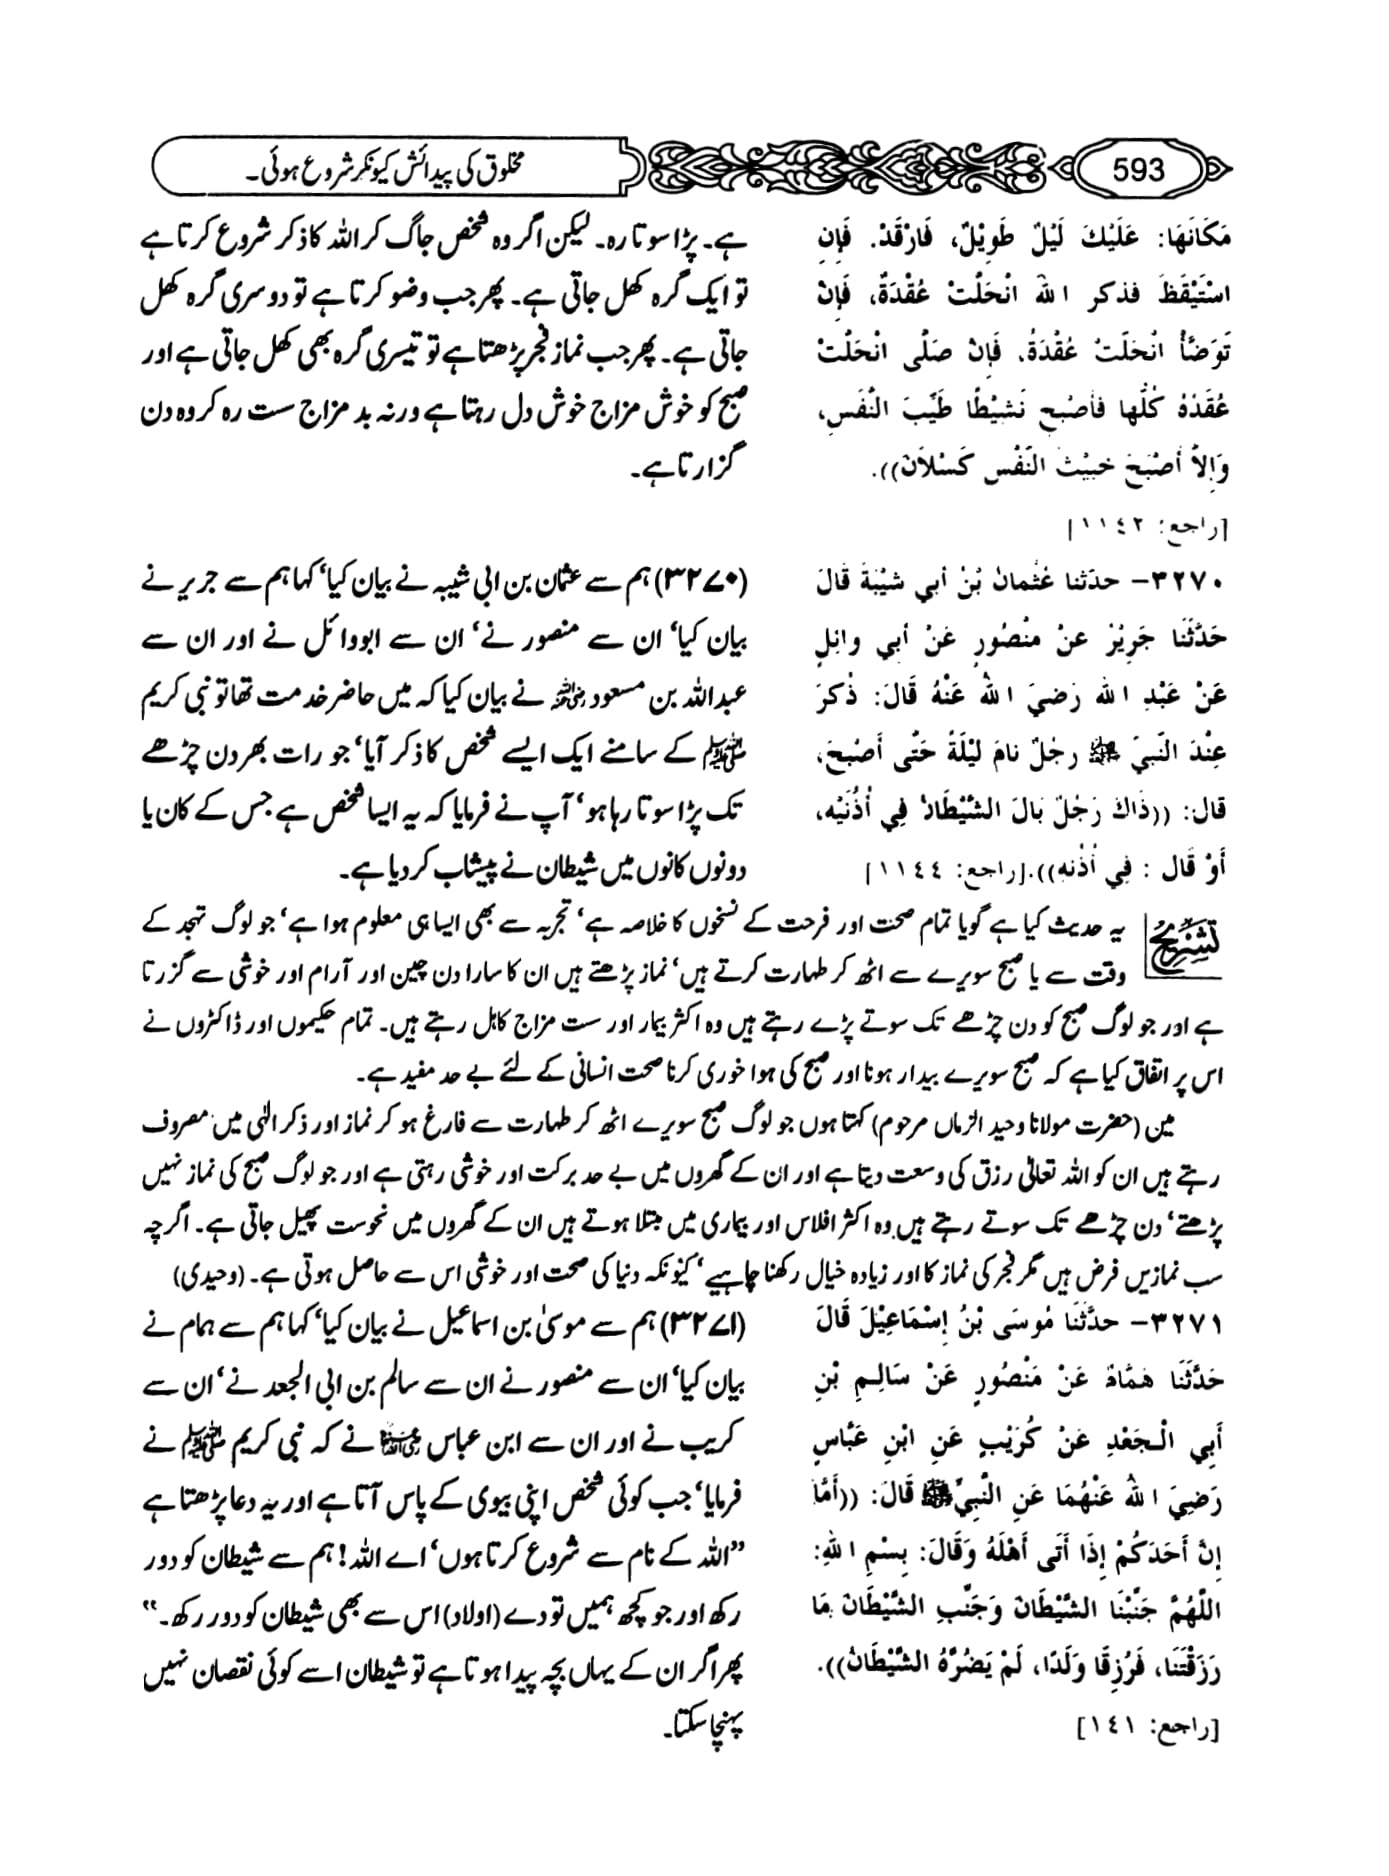 593
مخلوق کی پیدائش کیونکر شروع ہوئی۔
مَكَانَهَا: عَلَيْكَ لَيْلٌ طَوِيْلٌ، فَارْقُدْ. فَإِنِ
اسْتَيْقَظَ فذكر ا لله انْحَلَّتْ عُقْدَةٌ، فَإِنْ
تَوَضَّأَ انْحَلَّتْ عُقْدَةٌ، فَإِنْ صَلَّى انْحَلَّتْ
عُقَدُهُ كُلُّها فَأَصْبَحِ نَشِيْطًا طَيِّبَ النَّفْسِ،
وَإِلاَّ أَصْبَحَ خَبِيْثَ النَّفْسِ كَسْلاَنَ)).
[راجع: ١١٤٢]
ہے۔ پڑا سوتا رہ۔ لیکن اگر وہ شخص جاگ کر اللہ کا ذکر شروع کرتا ہے
تو ایک گرہ کھل جاتی ہے۔ پھر جب وضو کرتا ہے تو دوسری گرہ کھل
جاتی ہے۔ پھر جب نماز فجر پڑھتا ہے تو تیسری گرہ بھی کھل جاتی ہے اور
صبح کو خوش مزاج خوش دل رہتا ہے ورنہ بد مزاج ست رہ کر وہ دن
گزارتا ہے۔
٣٢٧٠– حدثنا عُثْمانُ بْنُ أبي شَيْبَةَ قَالَ
حَدَّثَنَا جَرِيْرٌ عَنْ مَنْصُورٍ عَنْ أبي وائِلٍ
عَنْ عَبْدِ ا لله رَضِيَ ا للهُ عَنْهُ قَالَ: ذُكِرَ
عِنْدَ النَّبِيِّ ﷺ رجُلٌ نامَ لَيْلَةً حَتَّى أَصْبَحَ،
قال: ((ذَاكَ رَجُلٌ بَالَ الشَّيْطَانُ فِي أُذُنَيْهِ،
أَوْ قَالَ : فِي أُذُنِهِ)).[راجع: ١١٤٤]
(۳۲۷۰) ہم سے عثمان بن ابی شیبہ نے بیان کیا‘ کہا ہم سے جریر نے
بیان کیا‘ ان سے منصور نے‘ ان سے ابووائل نے اور ان سے
عبداللہ بن مسعود رضی اللہ عنہ نے بیان کیا کہ میں حاضر خدمت تھا تو نبی کریم
ﷺ کے سامنے ایک ایسے شخص کا ذکر آیا‘ جو رات بھر دن چڑھے
تک پڑا سوتا رہا ہو‘ آپ نے فرمایا کہ یہ ایسا شخص ہے جس کے کان یا
دونوں کانوں میں شیطان نے پیشاب کر دیا ہے۔
تشریح یہ حدیث کیا ہے گویا تمام صحت اور فرحت کے نسخوں کا خلاصہ ہے‘ تجربہ سے بھی ایسا ہی معلوم ہوا ہے‘ جو لوگ تہجد کے
وقت سے یا صبح سویرے سے اٹھ کر طہارت کرتے ہیں‘ نماز پڑھتے ہیں ان کا سارا دن چین اور آرام اور خوشی سے گزرتا
ہے اور جو لوگ صبح کو دن چڑھے تک سوتے پڑے رہتے ہیں وہ اکثر بیمار اور ست مزاج کاہل رہتے ہیں۔ تمام حکیموں اور ڈاکٹروں نے
اس پر اتفاق کیا ہے کہ صبح سویرے بیدار ہونا اور صبح کی ہوا خوری کرنا صحت انسانی کے لئے بے حد مفید ہے۔
میں (حضرت مولانا وحید الزماں مرحوم) کہتا ہوں جو لوگ صبح سویرے اٹھ کر طہارت سے فارغ ہو کر نماز اور ذکر الٰہی میں مصروف
رہتے ہیں ان کو اللہ تعالیٰ رزق کی وسعت دیتا ہے اور ان کے گھروں میں بے حد برکت اور خوشی رہتی ہے اور جو لوگ صبح کی نماز نہیں
پڑھتے‘ دن چڑھے تک سوتے رہتے ہیں وہ اکثر افلاس اور بیماری میں مبتلا ہوتے ہیں ان کے گھروں میں نحوست پھیل جاتی ہے۔ اگرچہ
سب نمازیں فرض ہیں مگر فجر کی نماز کا اور زیادہ خیال رکھنا چاہیے‘ کیونکہ دنیا کی صحت اور خوشی اس سے حاصل ہوتی ہے۔ (وحیدی)
٣٢٧١– حدَّثَنَا مُوسَى بْنُ إِسْمَاعِيْلَ قَالَ
حَدَّثَنَا هَمَّامٌ عَنْ مَنْصُورٍ عَنْ سَالِمِ بْنِ
أَبِي الْجَعْدِ عَنْ كُرَيْبٍ عَنِ ابْنِ عَبَّاسٍ
رَضِيَ ا للهُ عَنْهُمَا عَنِ النَّبِيِّ ﷺ قَالَ: ((أَمَّا
إِنَّ أَحَدَكُمْ إِذَا أَتَى أَهْلَهُ وَقَالَ: بِسْمِ ا للهِ:
اللَّهُمَّ جَنِّبْنَا الشَّيْطَانَ وَجَنِّبِ الشَّيْطَانَ مَا
رَزَقْتَنَا، فَرُزِقَا وَلَدًا، لَمْ يَضُرَّهُ الشَّيْطَانُ)).
[راجع: ١٤١]
(۳۲۷۱) ہم سے موسیٰ بن اسماعیل نے بیان کیا‘ کہا ہم سے ہمام نے
بیان کیا‘ ان سے منصور نے ان سے سالم بن ابی الجعد نے‘ ان سے
کریب نے اور ان سے ابن عباس رضی اللہ عنہما نے کہ نبی کریم ﷺ نے
فرمایا‘ جب کوئی شخص اپنی بیوی کے پاس آتا ہے اور یہ دعا پڑھتا ہے
”اللہ کے نام سے شروع کرتا ہوں‘ اے اللہ! ہم سے شیطان کو دور
رکھ اور جو کچھ ہمیں تو دے (اولاد) اس سے بھی شیطان کو دور رکھ۔“
پھر اگر ان کے یہاں بچہ پیدا ہوتا ہے تو شیطان اسے کوئی نقصان نہیں
پہنچا سکتا۔